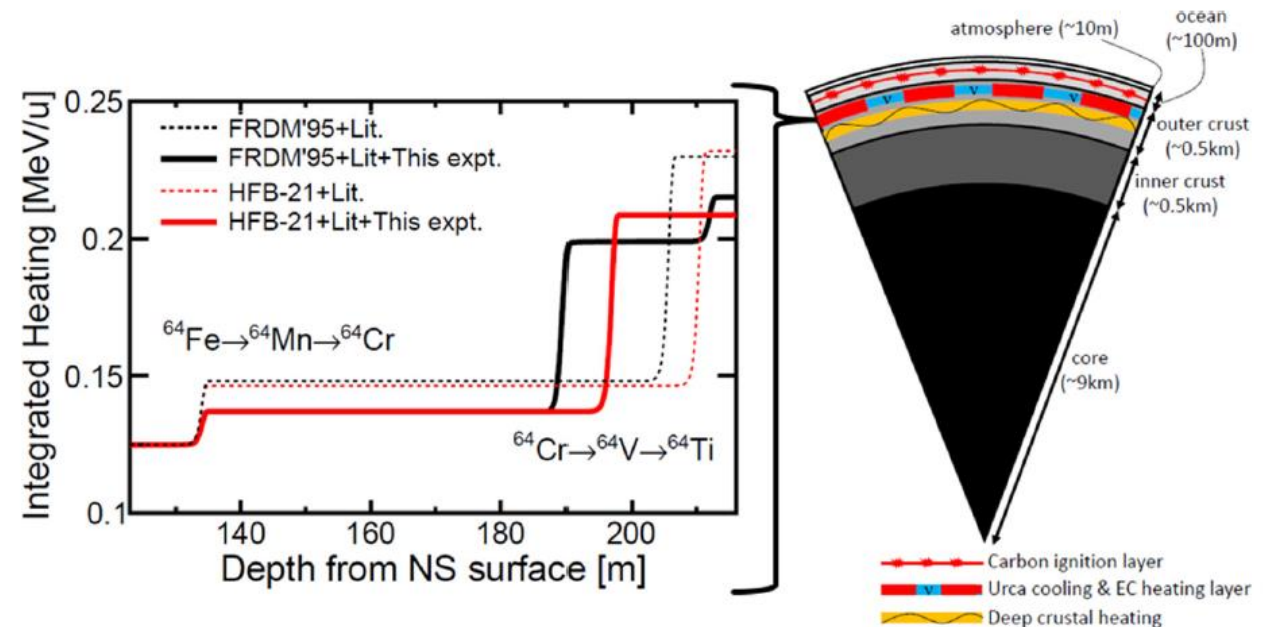 Integrated Heating [MeV/u]
0.25
0.2
0.15
0.1
FRDM'95+Lit.
FRDM'95+Lit+This expt.
HFB-21+Lit.
HFB-21+Lit+This expt.
⁶⁴Fe→⁶⁴Mn→⁶⁴Cr
⁶⁴Cr→⁶⁴V→⁶⁴Ti
140 160 180 200
Depth from NS surface [m]
atmosphere (~10m)
ocean
(~100m)
ν ν ν
outer crust
(~0.5km)
inner crust
(~0.5km)
core
(~9km)
Carbon ignition layer
ν Urca cooling & EC heating layer
Deep crustal heating